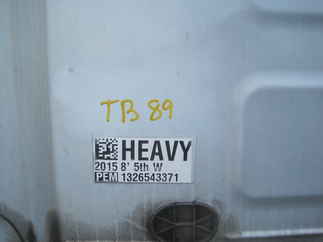 TB 89
HEAVY
2015 8' 5th W
PEM 1326543371